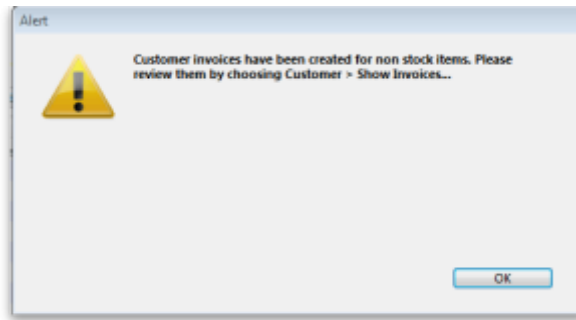 Alert
Customer invoices have been created for non stock items. Please
review them by choosing Customer > Show Invoices...
OK